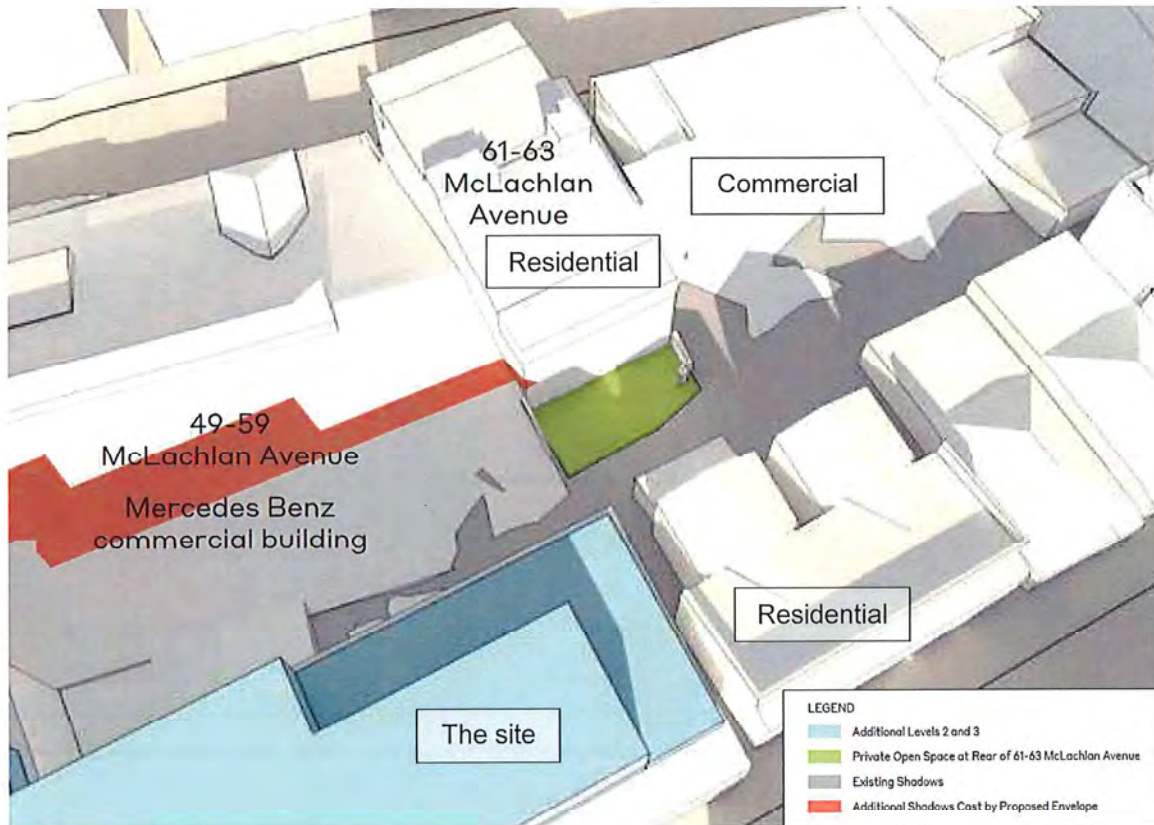 61-63
McLachlan
Avenue
Commercial
Residential
49-59
McLachlan Avenue
Mercedes Benz
commercial building
Residential
The site
LEGEND
Additional Levels 2 and 3
Private Open Space at Rear of 61-63 McLachlan Avenue
Existing Shadows
Additional Shadows Cast by Proposed Envelope